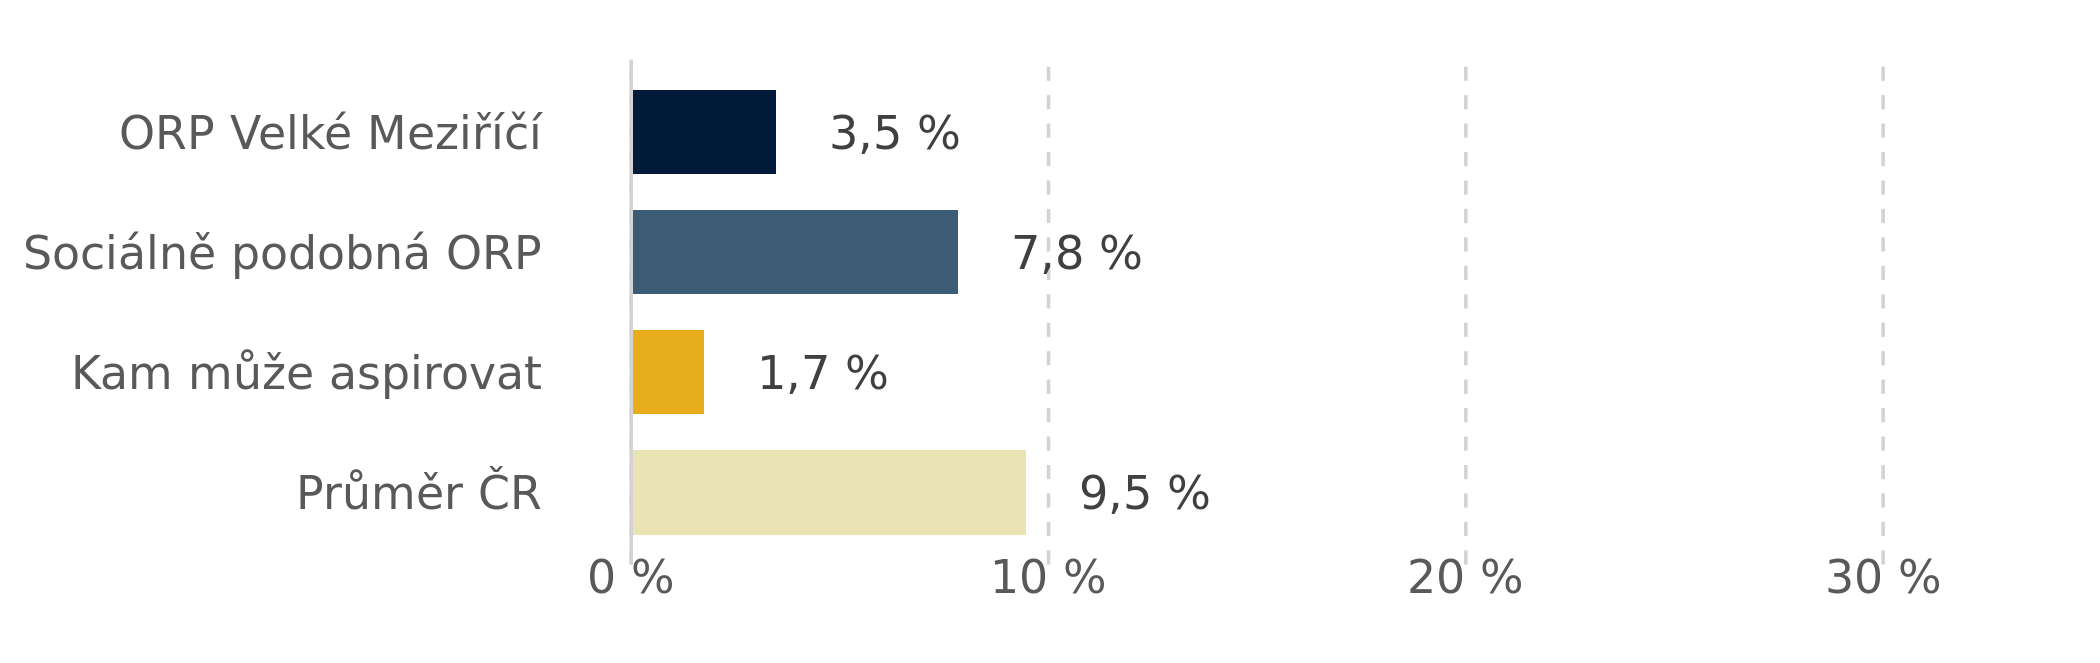 ORP Velké Meziříčí 3,5 %
Sociálně podobná ORP 7,8 %
Kam může aspirovat 1,7 %
Průměr ČR 9,5 %
0 % 10 % 20 % 30 %